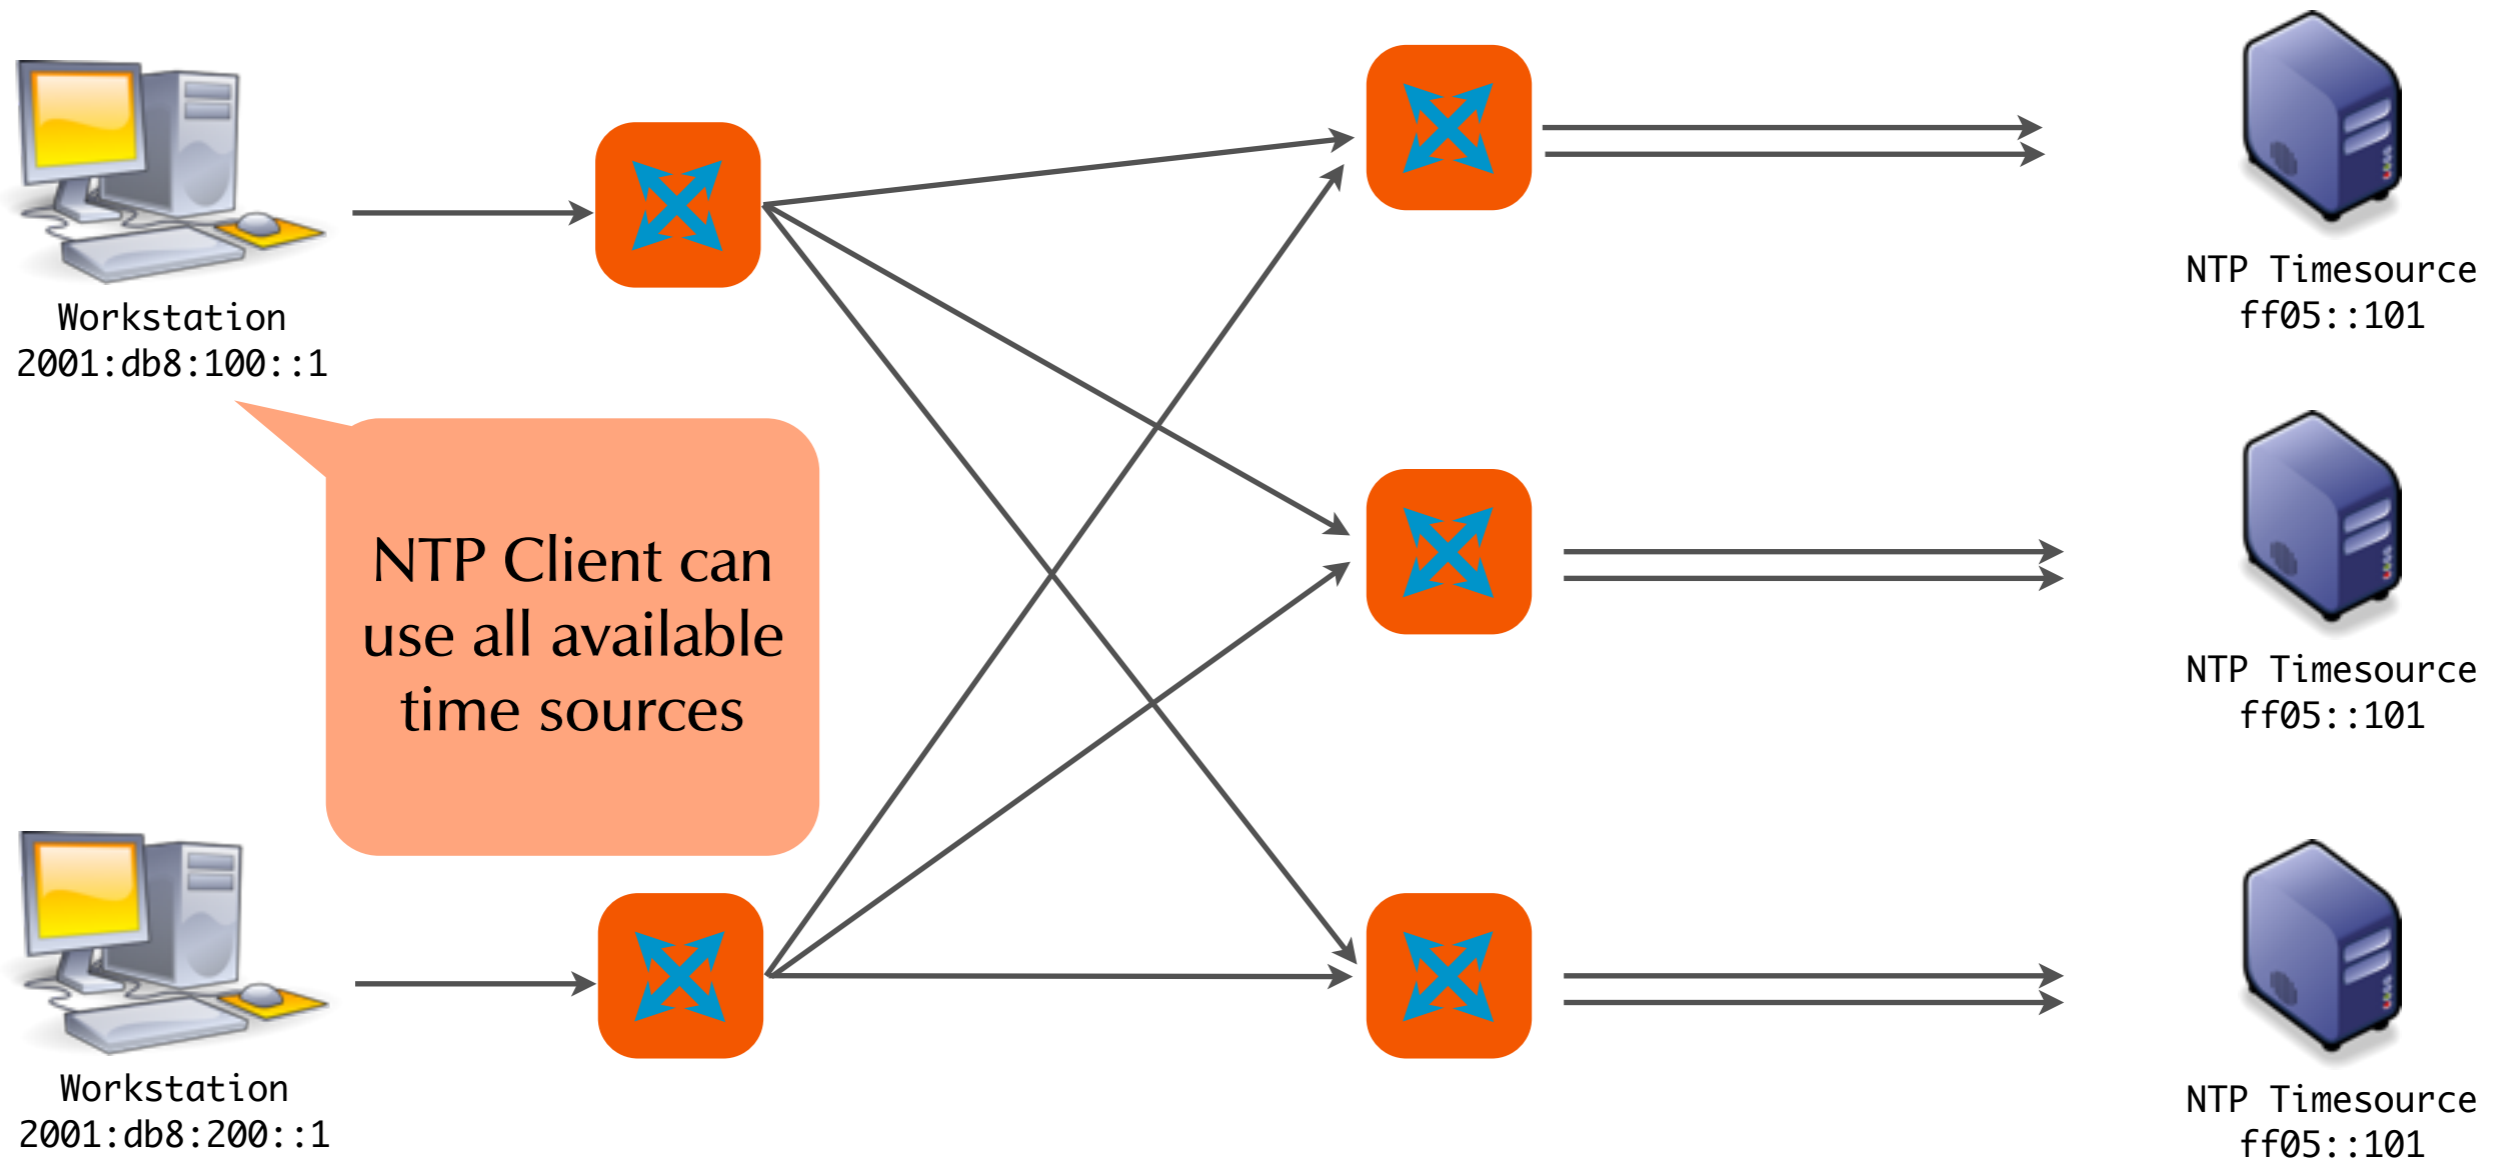 Workstation
2001:db8:100::1
NTP Timesource
ff05::101
NTP Client can
use all available
time sources
NTP Timesource
ff05::101
Workstation
2001:db8:200::1
NTP Timesource
ff05::101